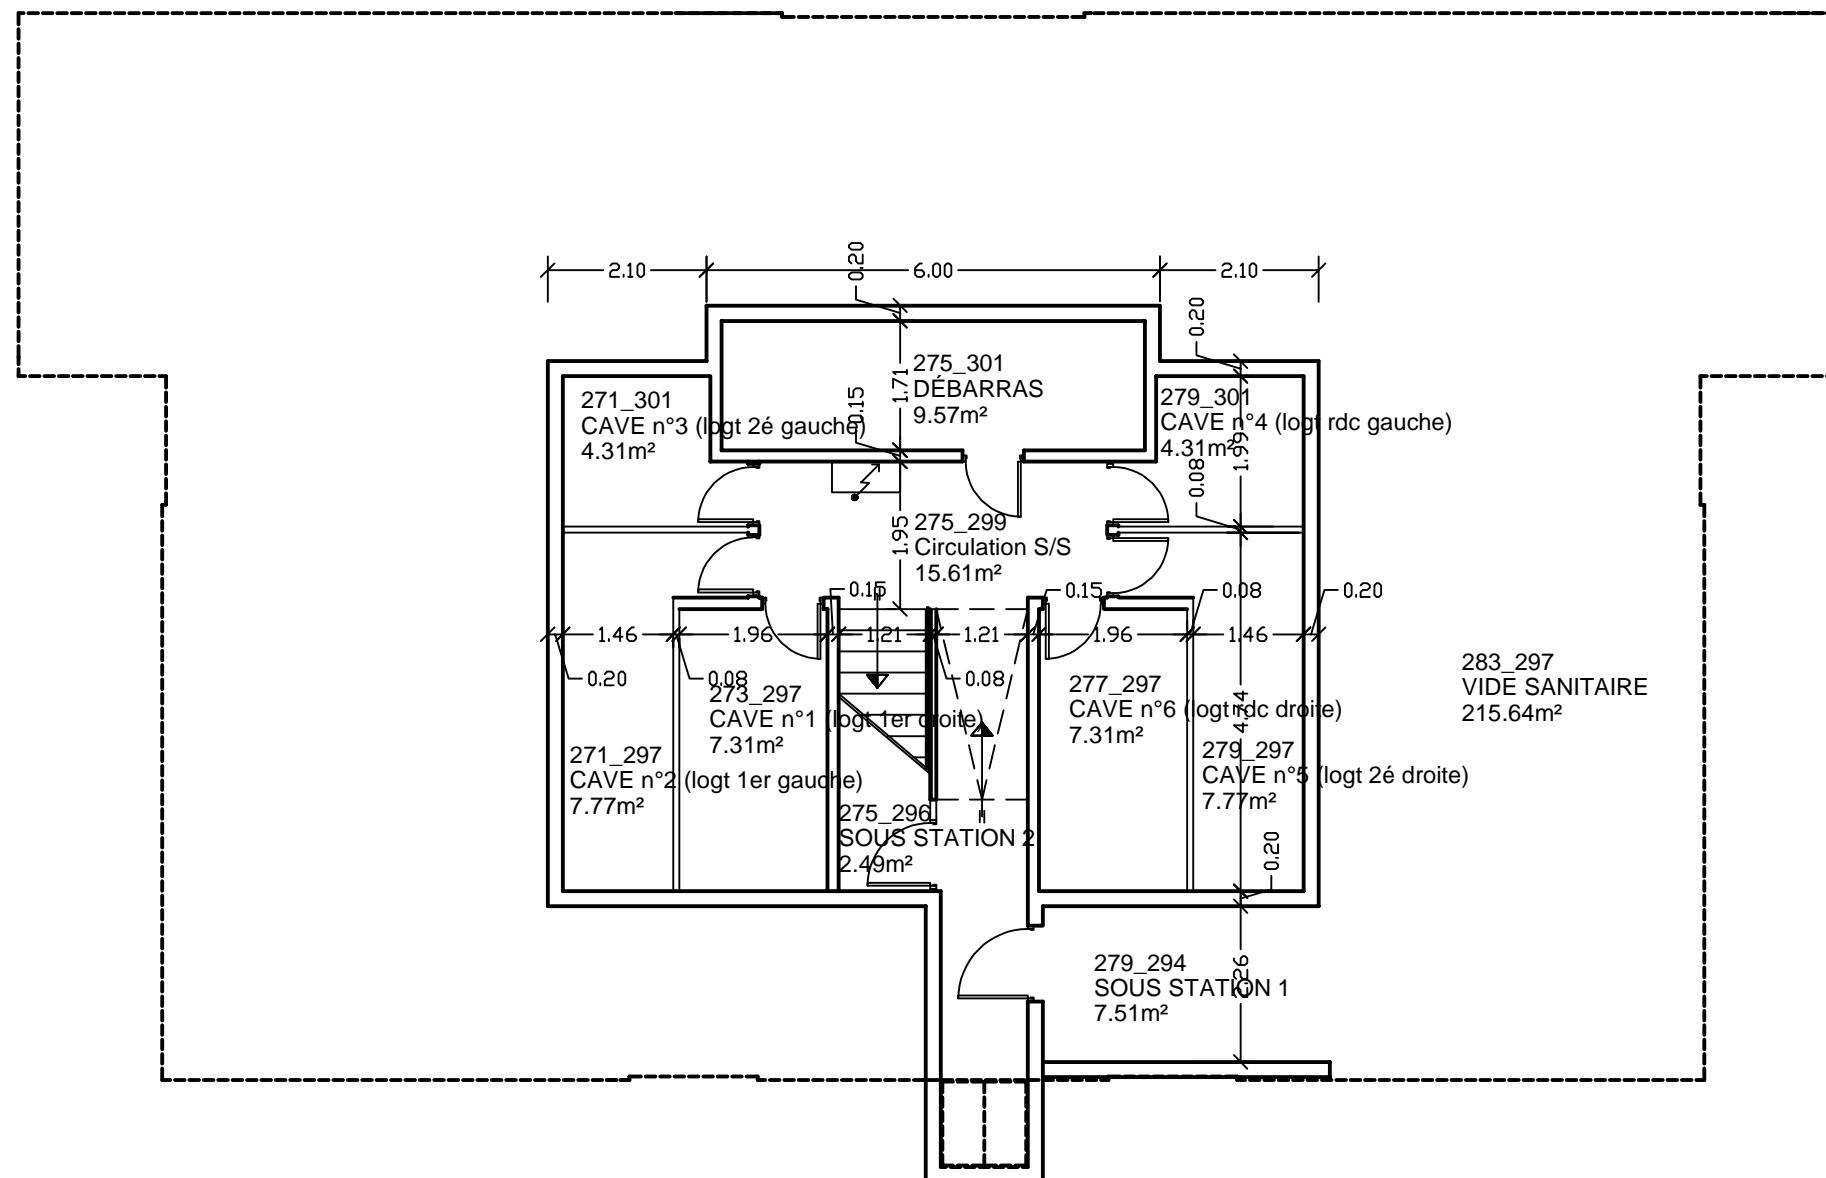 2.10
6.00
2.10
0.20
0.20
275_301
DÉBARRAS
9.57m²
1.71
0.15
271_301
CAVE n°3 (logt 2é gauche)
4.31m²
279_301
CAVE n°4 (logt rdc gauche)
4.31m²
1.99
0.08
275_299
Circulation S/S
15.61m²
1.95
0.15
0.15
0.08
0.20
1.46
1.96
1.21
1.21
1.96
1.46
0.20
0.08
0.08
273_297
CAVE n°1 (logt 1er droite)
7.31m²
277_297
CAVE n°6 (logt rdc droite)
7.31m²
4.74
283_297
VIDE SANITAIRE
215.64m²
271_297
CAVE n°2 (logt 1er gauche)
7.77m²
279_297
CAVE n°5 (logt 2é droite)
7.77m²
275_296
SOUS STATION 2
2.49m²
0.20
279_294
SOUS STATION 1
7.51m²
2.26